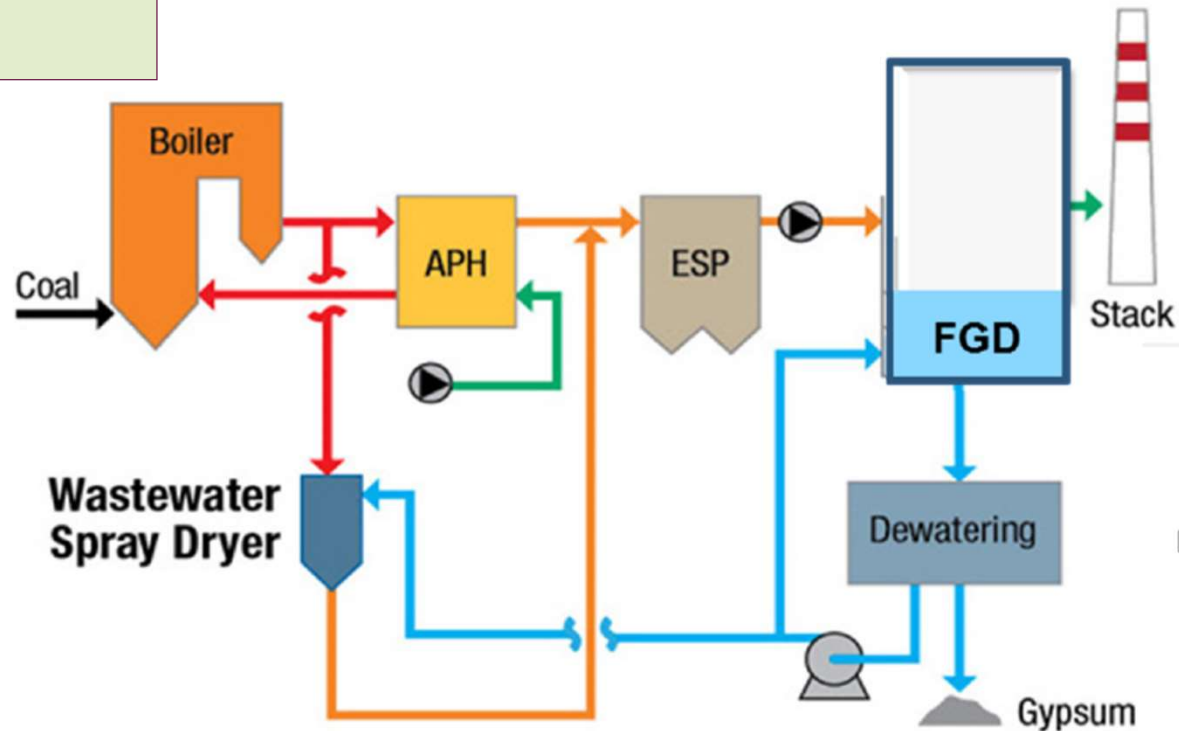 Boiler
Coal
APH
ESP
FGD
Stack
Wastewater
Spray Dryer
Dewatering
Gypsum